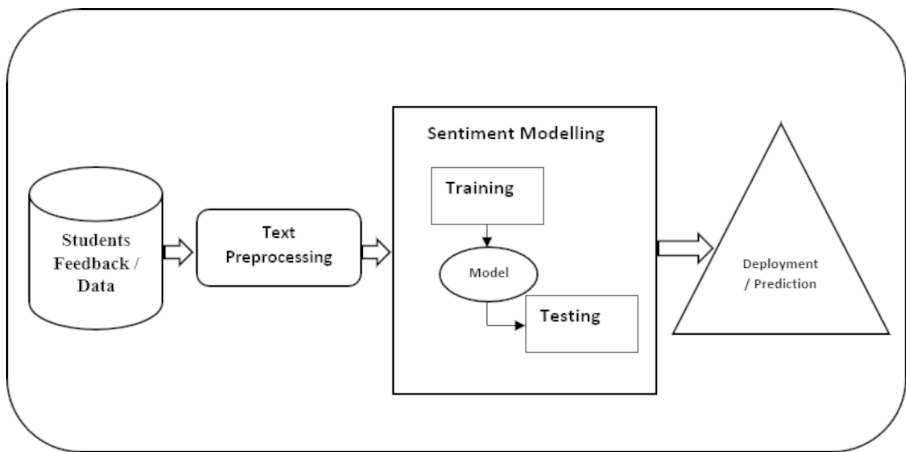 Students
Feedback /
Data
Text
Preprocessing
Sentiment Modelling
Training
Model
Testing
Deployment
/ Prediction